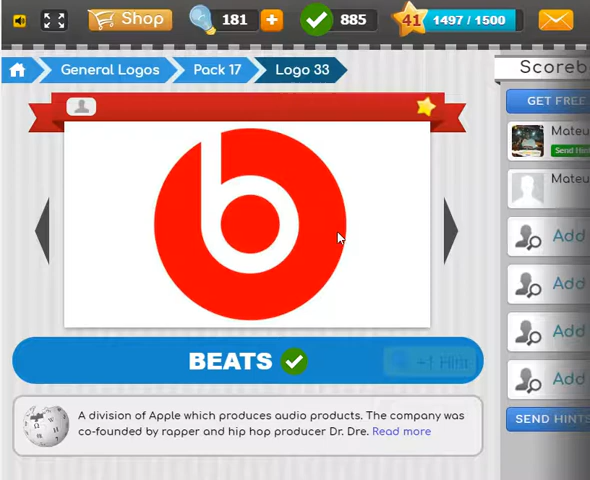 Shop 181 885 41 1497 / 1500
General Logos Pack 17 Logo 33
Scoreb
GET FREE
Mateu
Send Hin
Mateu
Add
Add
Add
Add
SEND HINTS
b
BEATS +1 Hint
A division of Apple which produces audio products. The company was
co-founded by rapper and hip hop producer Dr. Dre. Read more